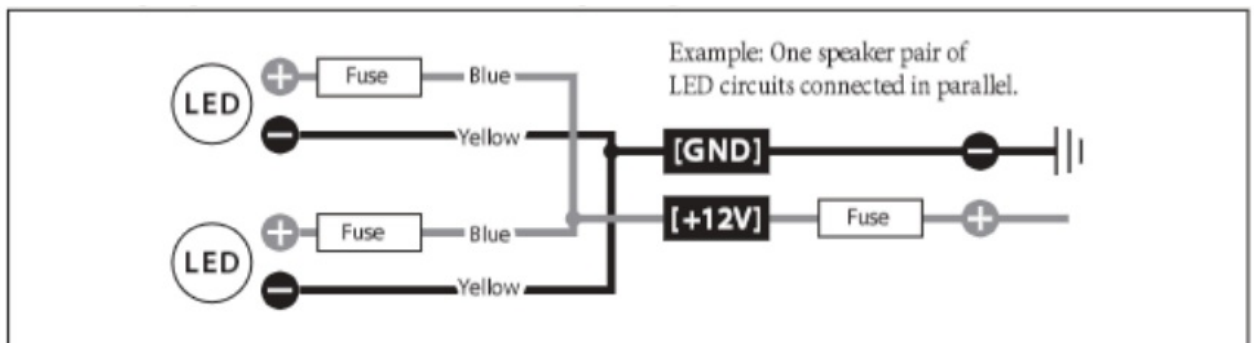 Example: One speaker pair of
LED circuits connected in parallel.
LED
+
Fuse
Blue
−
Yellow
[GND]
−
[+12V]
Fuse
+
LED
+
Fuse
Blue
−
Yellow